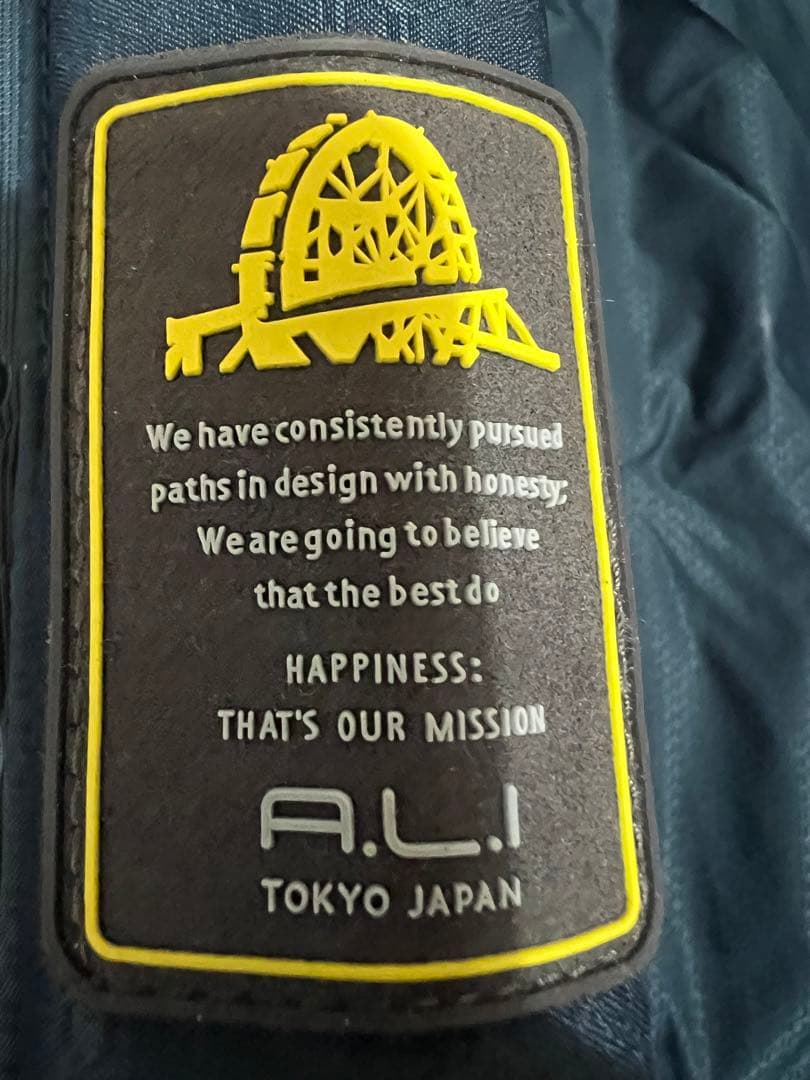 We have consistently pursued
paths in design with honesty;
We are going to believe
that the best do
HAPPINESS:
THAT'S OUR MISSION
A.L.I
TOKYO JAPAN